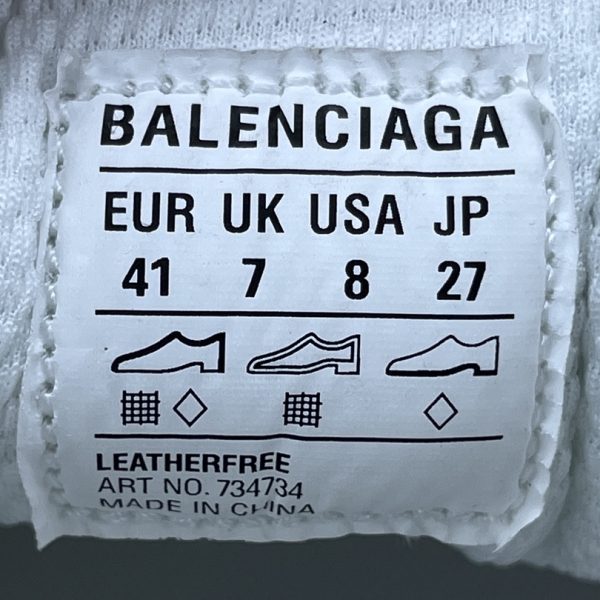 BALENCIAGA
EUR UK USA JP
41 7 8 27
LEATHERFREE
ART NO. 734734
MADE IN CHINA